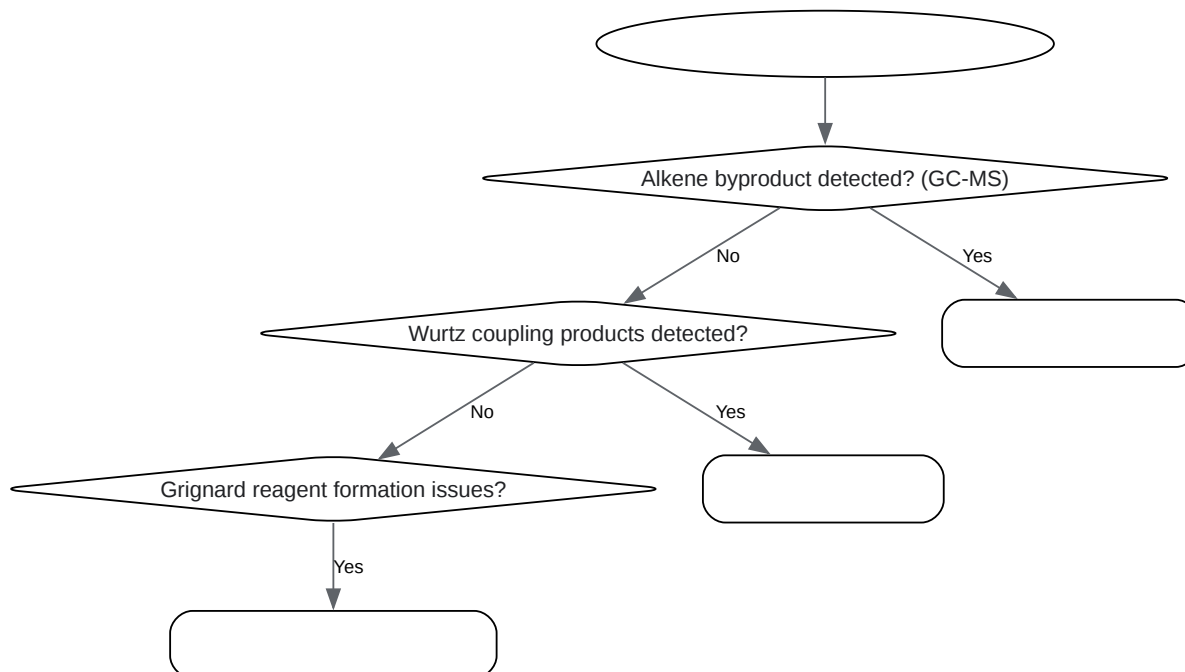 Alkene byproduct detected? (GC-MS)
No
Yes
Wurtz coupling products detected?
No
Yes
Grignard reagent formation issues?
Yes